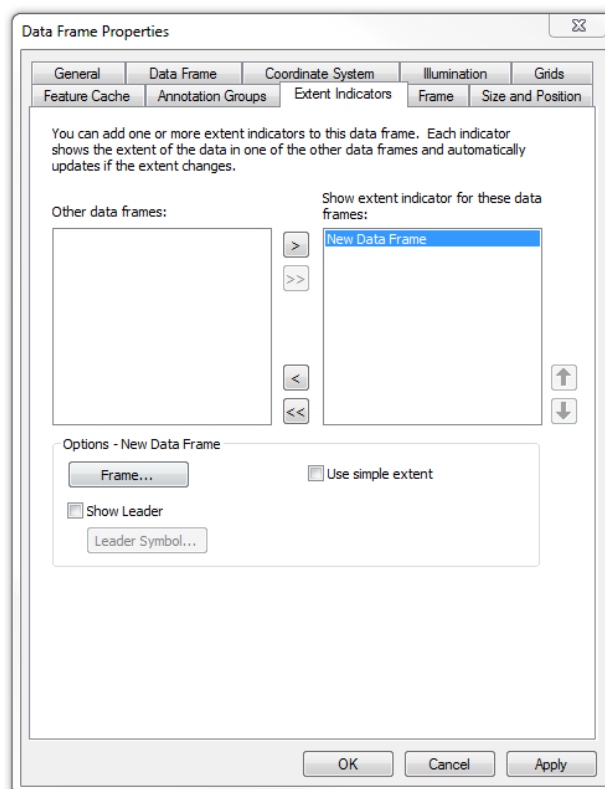 Data Frame Properties
General Data Frame Coordinate System Illumination Grids
Feature Cache Annotation Groups Extent Indicators Frame Size and Position
You can add one or more extent indicators to this data frame. Each indicator
shows the extent of the data in one of the other data frames and automatically
updates if the extent changes.
Other data frames:
Show extent indicator for these data
frames:
New Data Frame
>
>>
<
<<
Options - New Data Frame
Frame...
Use simple extent
Show Leader
Leader Symbol...
OK Cancel Apply